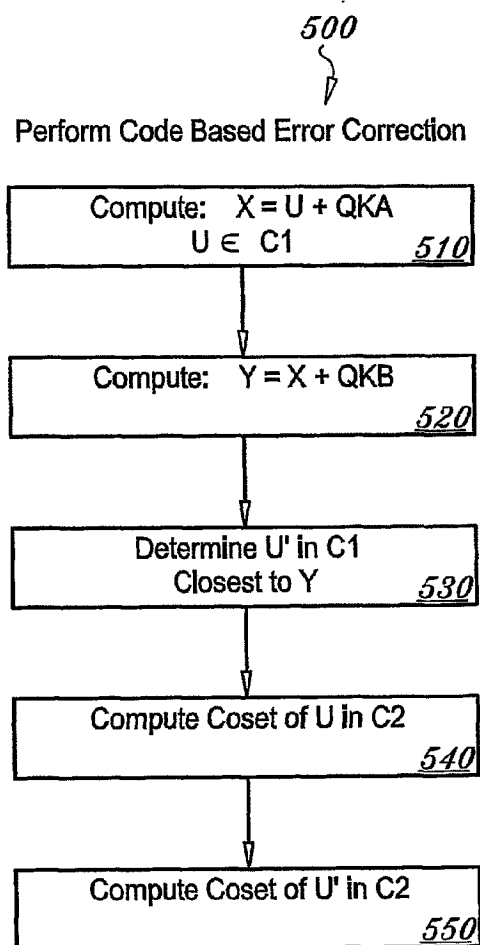 500
Perform Code Based Error Correction
Compute: X = U + QKA
U ∈ C1
510
Compute: Y = X + QKB
520
Determine U' in C1
Closest to Y
530
Compute Coset of U in C2
540
Compute Coset of U' in C2
550